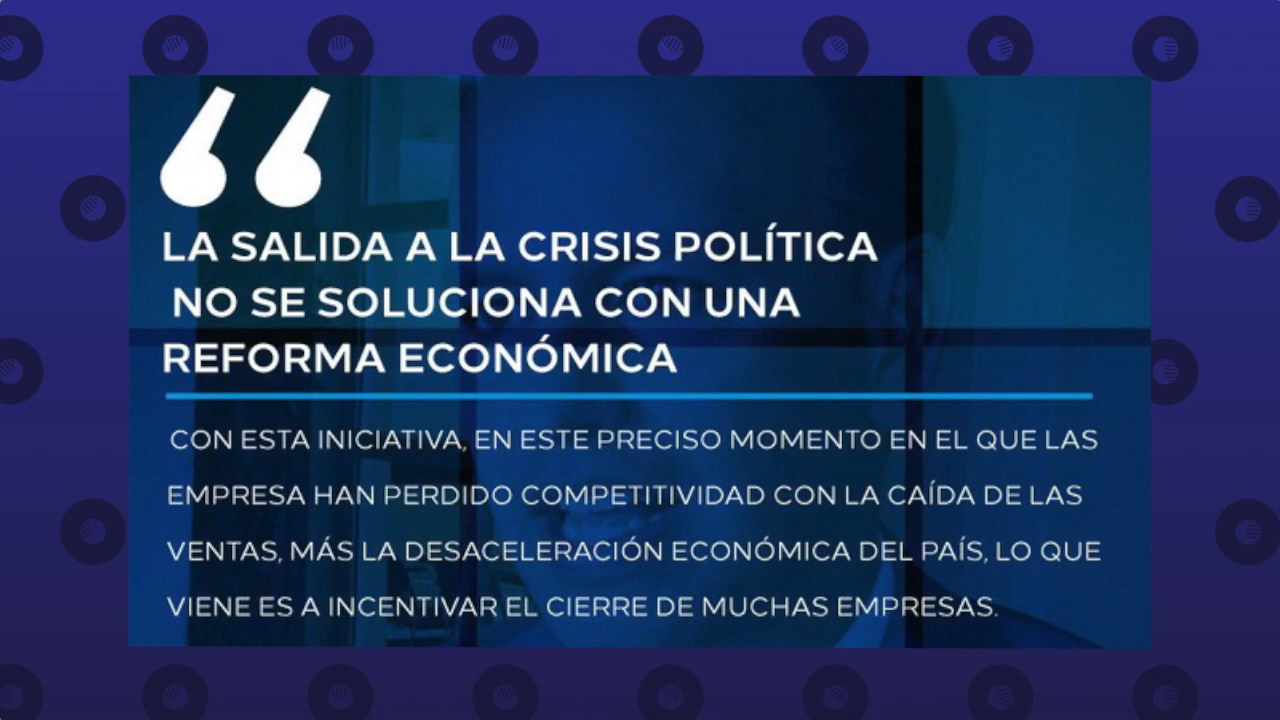 LA SALIDA A LA CRISIS POLÍTICA
NO SE SOLUCIONA CON UNA
REFORMA ECONÓMICA
CON ESTA INICIATIVA, EN ESTE PRECISO MOMENTO EN EL QUE LAS
EMPRESA HAN PERDIDO COMPETITIVIDAD CON LA CAÍDA DE LAS
VENTAS, MÁS LA DESACELERACIÓN ECONÓMICA DEL PAÍS, LO QUE
VIENE ES A INCENTIVAR EL CIERRE DE MUCHAS EMPRESAS.